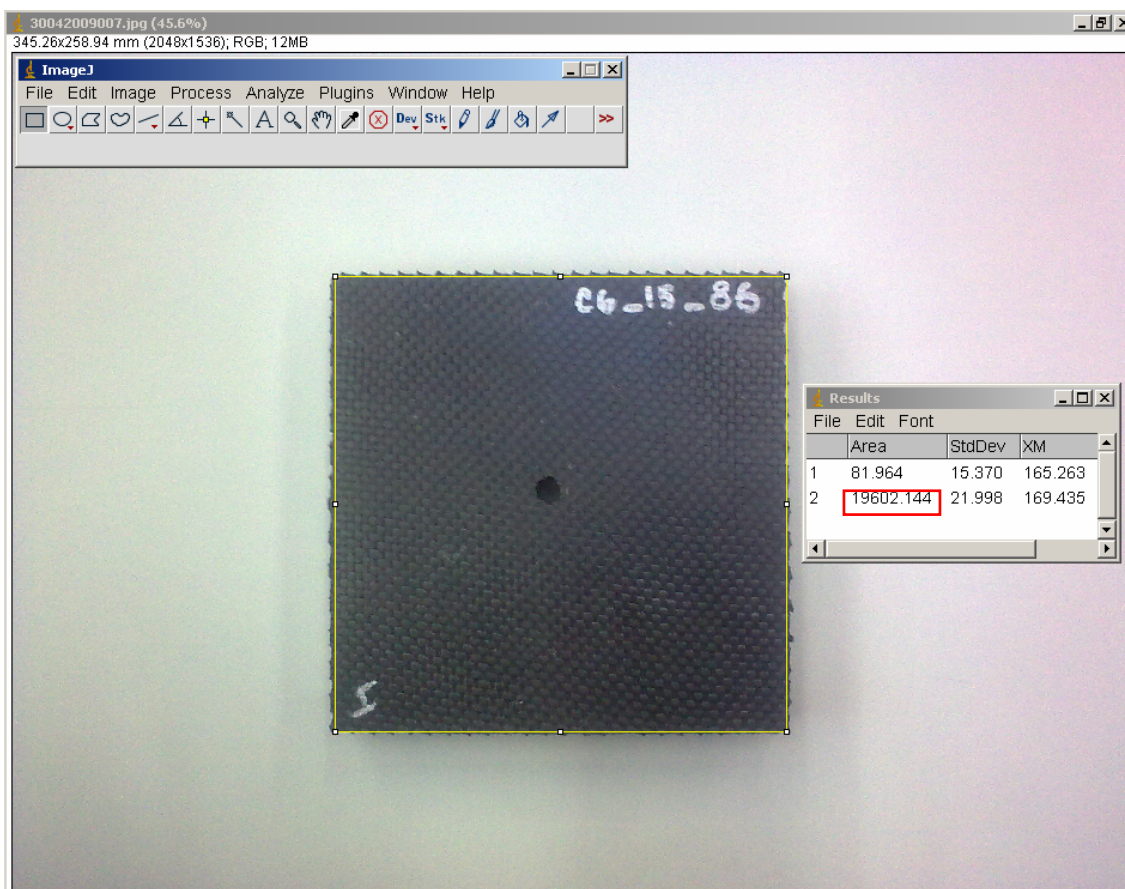 30042009007.jpg (45.6%)
345.26x258.94 mm (2048x1536); RGB; 12MB
ImageJ
File Edit Image Process Analyze Plugins Window Help
A Dev Stk >>
C6_15_86
Results
File Edit Font
Area StdDev XM
1 81.964 15.370 165.263
2 19602.144 21.998 169.435
I